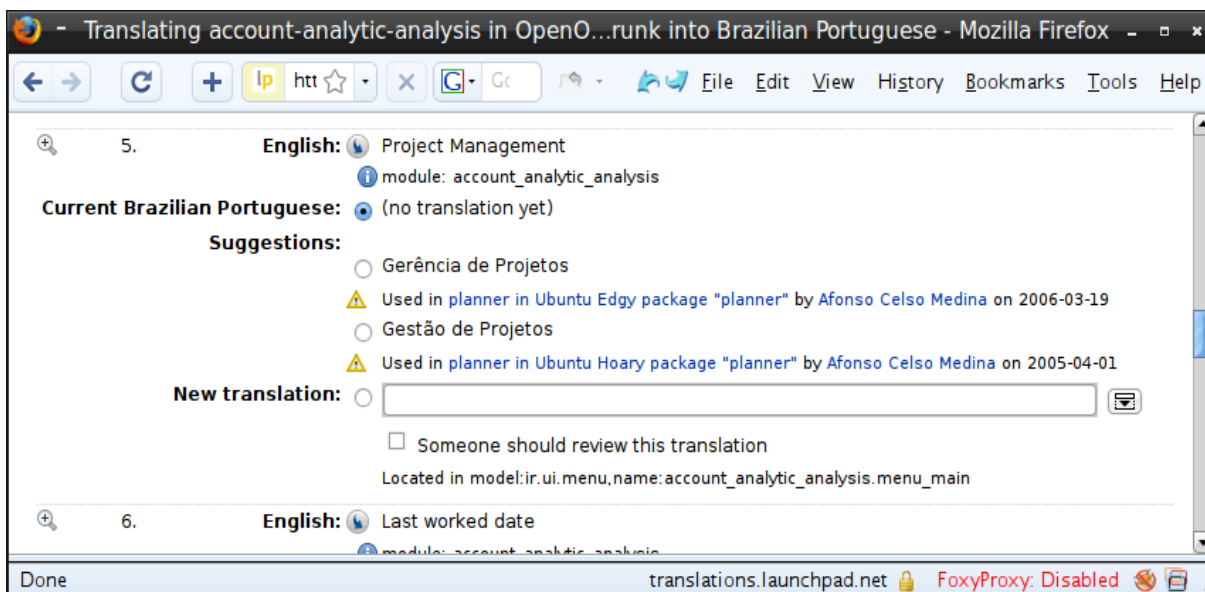 Translating account-analytic-analysis in OpenO...runk into Brazilian Portuguese - Mozilla Firefox
lp htt G Go File Edit View History Bookmarks Tools Help
5. English: Project Management
module: account_analytic_analysis
Current Brazilian Portuguese: (no translation yet)
Suggestions:
Gerência de Projetos
Used in planner in Ubuntu Edgy package "planner" by Afonso Celso Medina on 2006-03-19
Gestão de Projetos
Used in planner in Ubuntu Hoary package "planner" by Afonso Celso Medina on 2005-04-01
New translation:
Someone should review this translation
Located in model:ir.ui.menu,name:account_analytic_analysis.menu_main
6. English: Last worked date
module: account_analytic_analysis
Done translations.launchpad.net FoxyProxy: Disabled